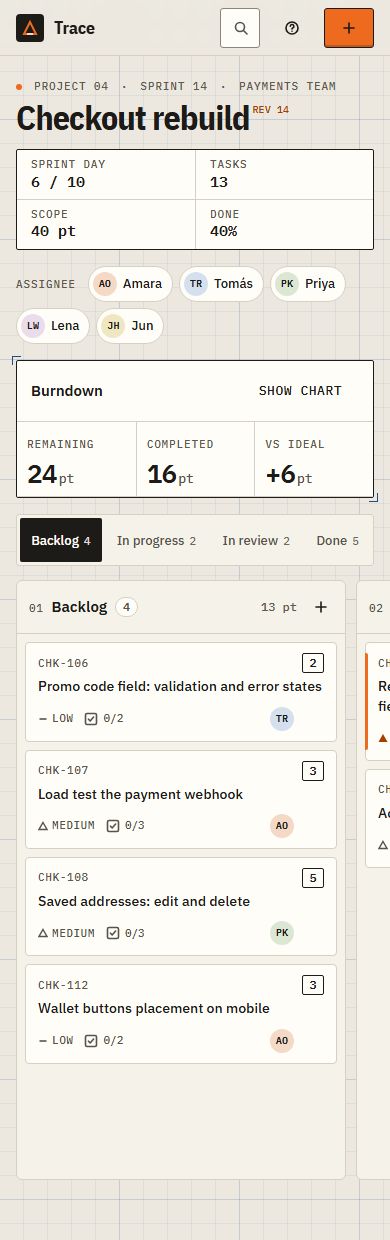 Trace
PROJECT 04 · SPRINT 14 · PAYMENTS TEAM
Checkout rebuild REV 14
SPRINT DAY
6 / 10
TASKS
13
SCOPE
40 pt
DONE
40%
ASSIGNEE
AO Amara
TR Tomás
PK Priya
LW Lena
JH Jun
Burndown
SHOW CHART
REMAINING
24pt
COMPLETED
16pt
VS IDEAL
+6pt
Backlog 4
In progress 2
In review 2
Done 5
01 Backlog 4
13 pt
CHK-106
2
Promo code field: validation and error states
LOW
0/2
TR
CHK-107
3
Load test the payment webhook
MEDIUM
0/3
AO
CHK-108
5
Saved addresses: edit and delete
MEDIUM
0/3
PK
CHK-112
3
Wallet buttons placement on mobile
LOW
0/2
AO
02